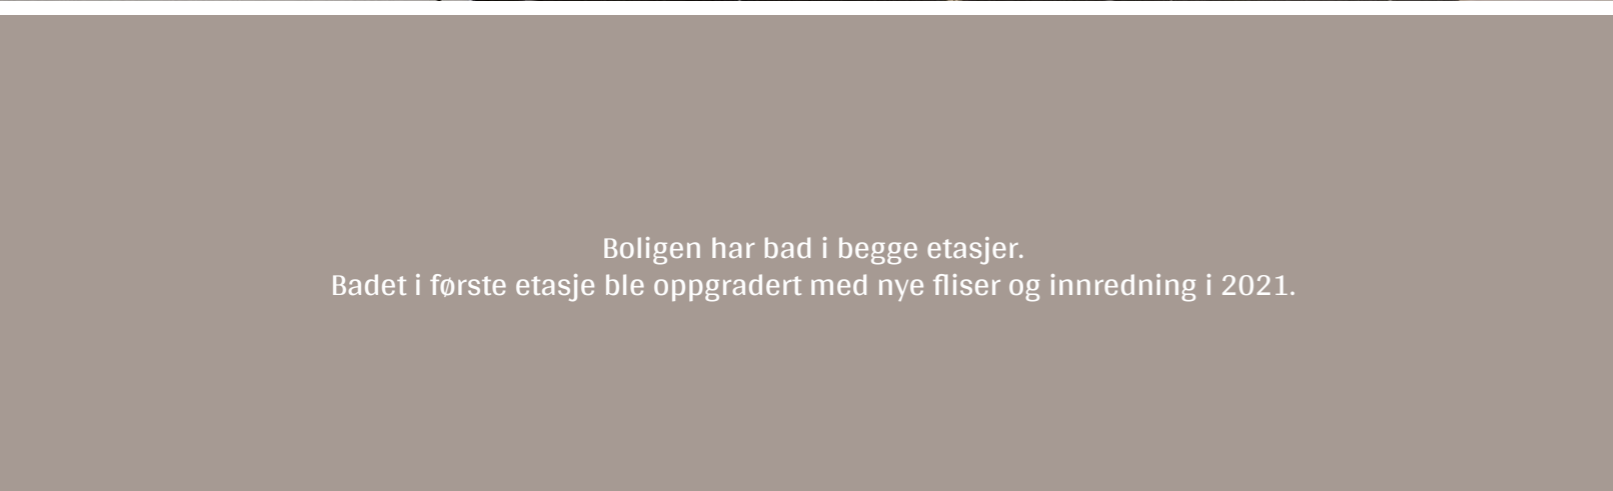 Boligen har bad i begge etasjer.
Badet i første etasje ble oppgradert med nye fliser og innredning i 2021.